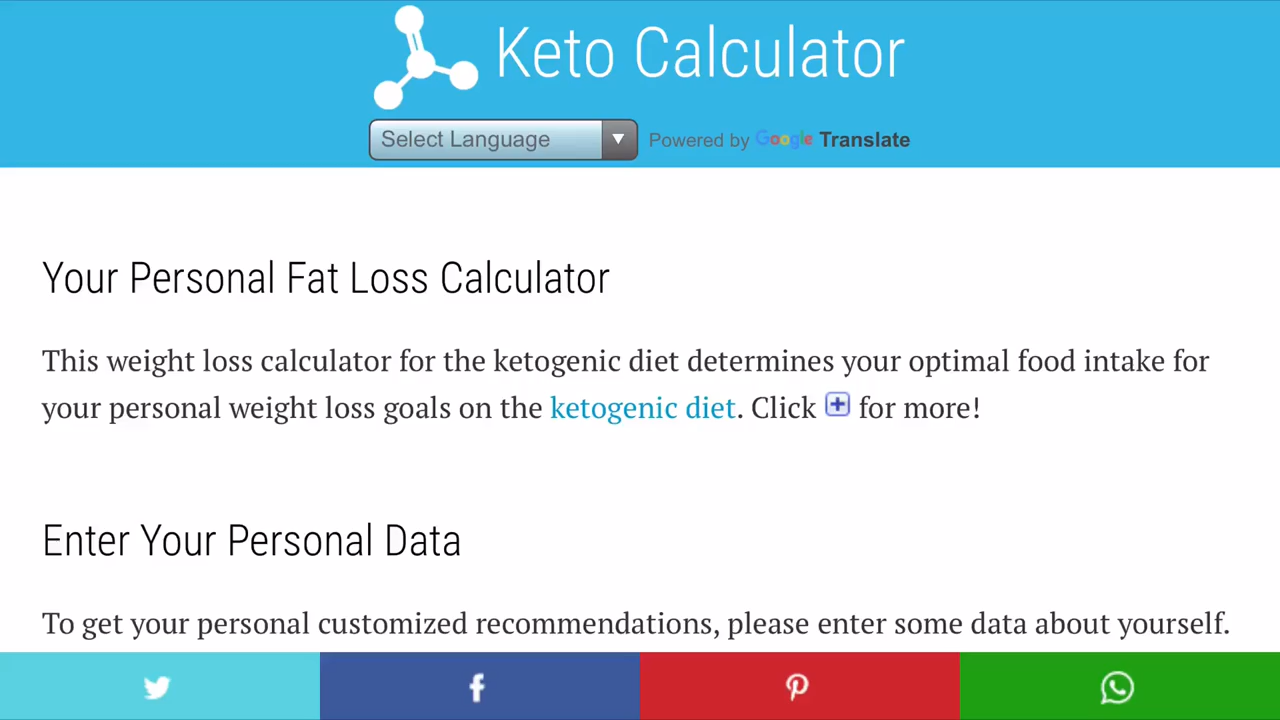 Keto Calculator
Select Language ▼ Powered by Google Translate
Your Personal Fat Loss Calculator
This weight loss calculator for the ketogenic diet determines your optimal food intake for
your personal weight loss goals on the ketogenic diet. Click + for more!
Enter Your Personal Data
To get your personal customized recommendations, please enter some data about yourself.